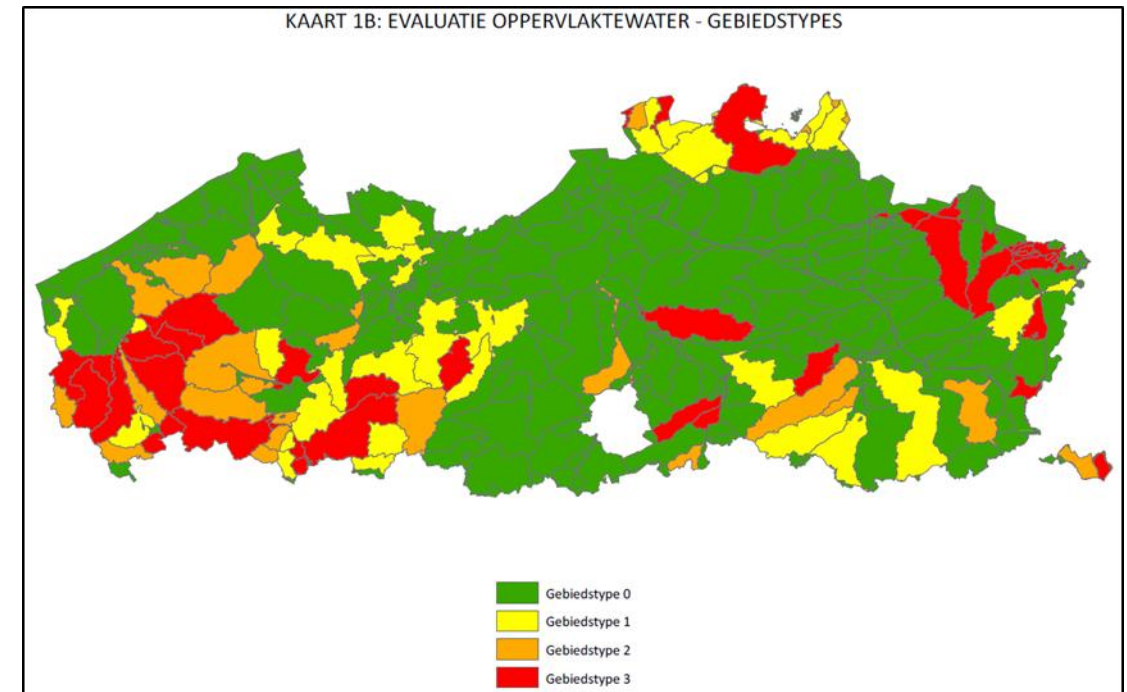 KAART 1B: EVALUATIE OPPERVLAKTEWATER - GEBIEDSTYPES
Gebiedstype 0
Gebiedstype 1
Gebiedstype 2
Gebiedstype 3